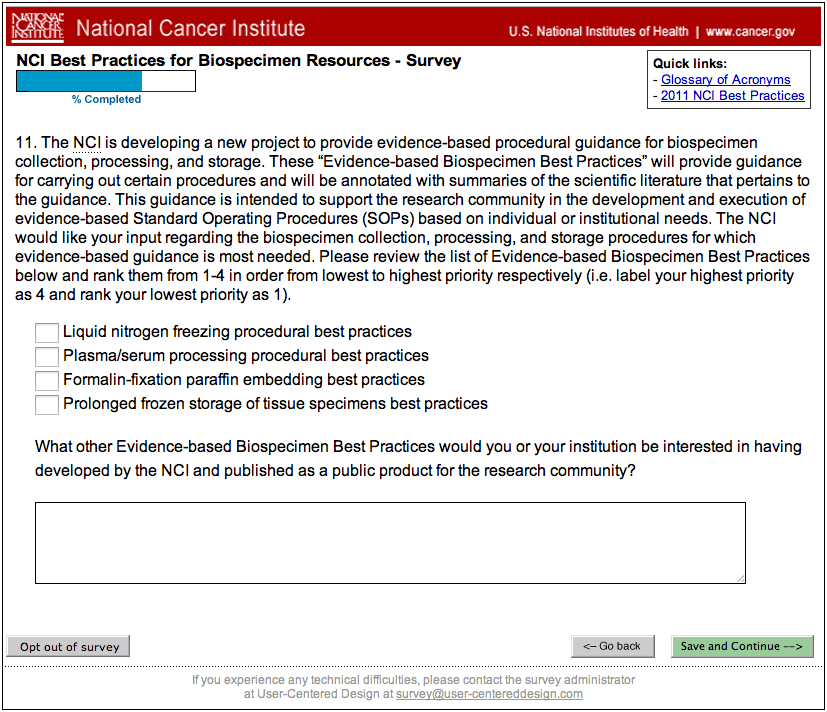 NATIONAL
CANCER
INSTITUTE
National Cancer Institute
U.S. National Institutes of Health | www.cancer.gov
NCI Best Practices for Biospecimen Resources - Survey
% Completed
Quick links:
- Glossary of Acronyms
- 2011 NCI Best Practices
11. The NCI is developing a new project to provide evidence-based procedural guidance for biospecimen
collection, processing, and storage. These “Evidence-based Biospecimen Best Practices” will provide guidance
for carrying out certain procedures and will be annotated with summaries of the scientific literature that pertains to
the guidance. This guidance is intended to support the research community in the development and execution of
evidence-based Standard Operating Procedures (SOPs) based on individual or institutional needs. The NCI
would like your input regarding the biospecimen collection, processing, and storage procedures for which
evidence-based guidance is most needed. Please review the list of Evidence-based Biospecimen Best Practices
below and rank them from 1-4 in order from lowest to highest priority respectively (i.e. label your highest priority
as 4 and rank your lowest priority as 1).
Liquid nitrogen freezing procedural best practices
Plasma/serum processing procedural best practices
Formalin-fixation paraffin embedding best practices
Prolonged frozen storage of tissue specimens best practices
What other Evidence-based Biospecimen Best Practices would you or your institution be interested in having
developed by the NCI and published as a public product for the research community?
Opt out of survey
<-- Go back
Save and Continue -->
If you experience any technical difficulties, please contact the survey administrator
at User-Centered Design at survey@user-centereddesign.com